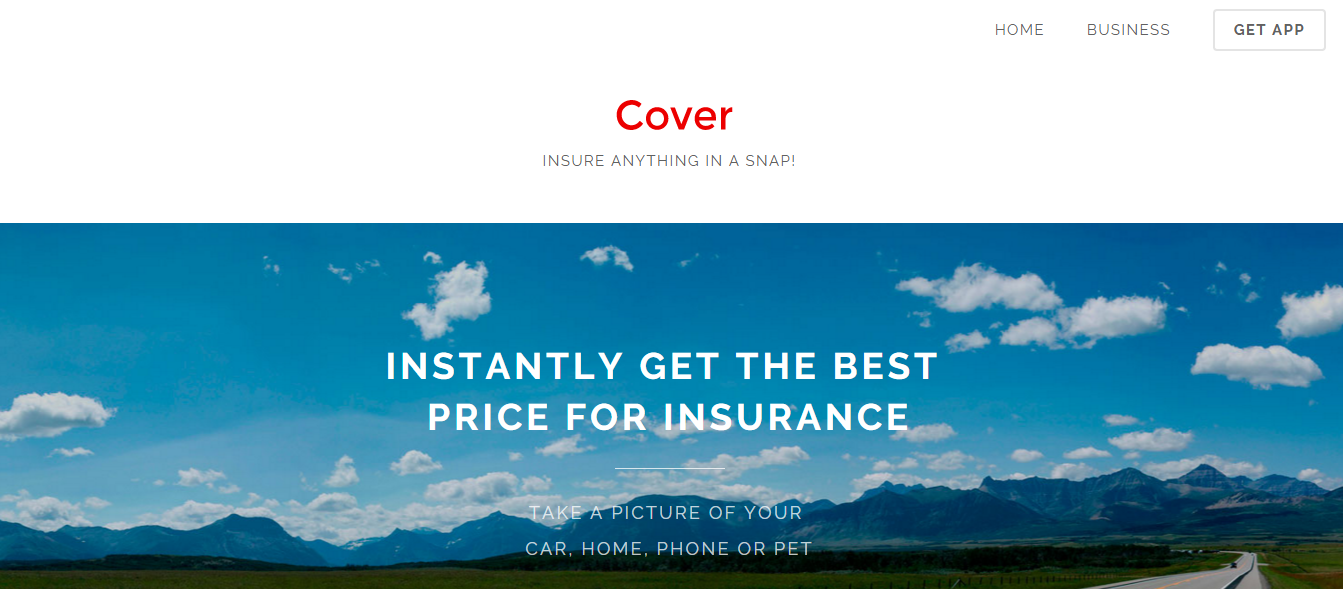 HOME BUSINESS GET APP
Cover
INSURE ANYTHING IN A SNAP!
INSTANTLY GET THE BEST
PRICE FOR INSURANCE
TAKE A PICTURE OF YOUR
CAR, HOME, PHONE OR PET